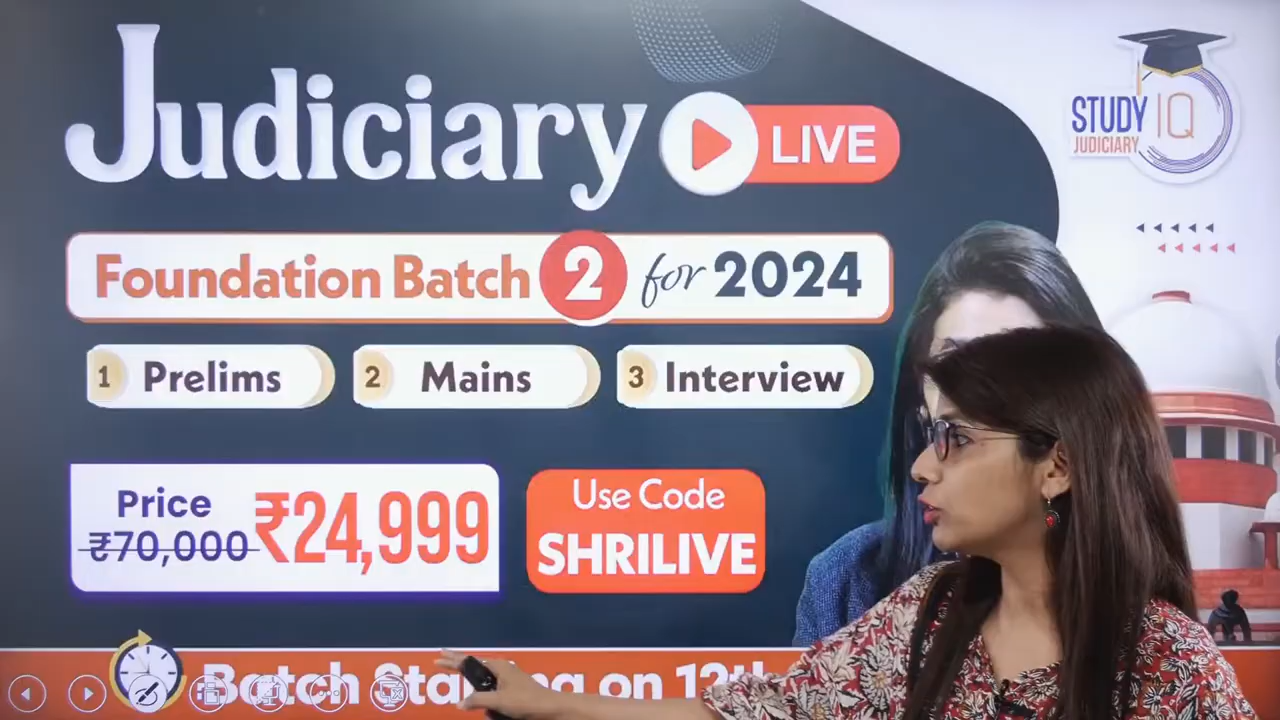 Judiciary LIVE
STUDY IQ
JUDICIARY
Foundation Batch 2 for 2024
1 Prelims 2 Mains 3 Interview
Price
₹70,000 ₹24,999
Use Code
SHRILIVE
Batch on 12th